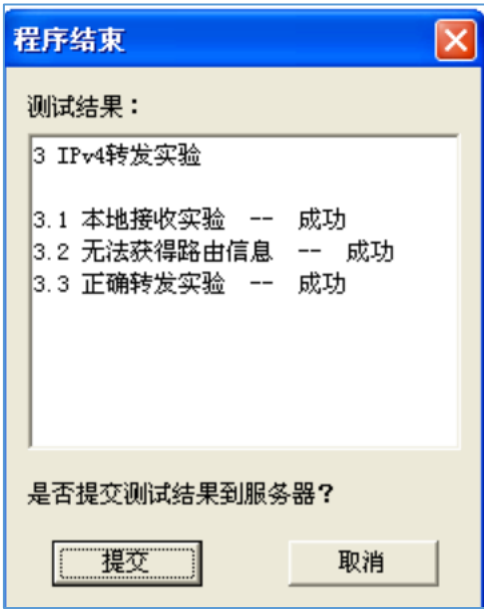 程序结束
测试结果：
3 IPv4转发实验
3.1 本地接收实验 -- 成功
3.2 无法获得路由信息 -- 成功
3.3 正确转发实验 -- 成功
是否提交测试结果到服务器？
提交
取消